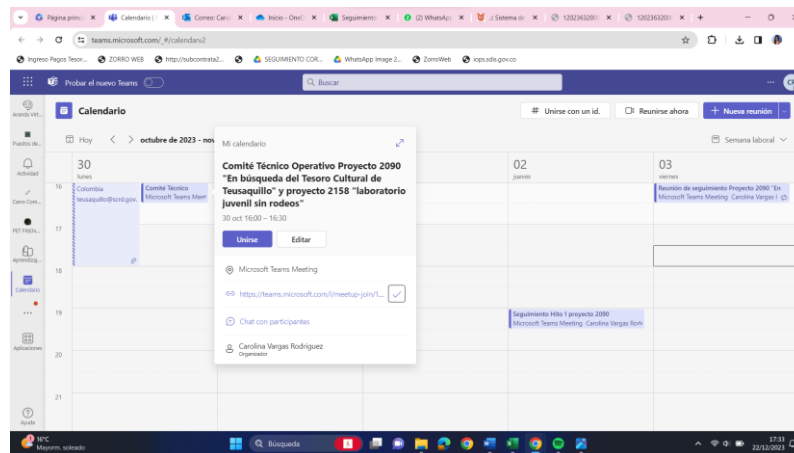 Página princ
Calendario |
Correo: Caro
Inicio - OneD
Seguimiento
(2) WhatsApp
.: Sistema de
1202363200
1202363200
teams.microsoft.com/_#/calendarv2
Ingreso Pagos Tesor...
ZORRO WEB
http://subcontrata2...
SEGUIMIENTO COR...
WhatsApp Image 2...
ZorroWeb
iops.sdis.gov.co
Probar el nuevo Teams
Buscar
Aranda Virt...
Calendario
# Unirse con un id.
Reunirse ahora
+ Nueva reunión
Puestos de...
Hoy
octubre de 2023 - nov
Semana laboral
Actividad
30
lunes
02
jueves
03
viernes
Mi calendario
Comité Técnico Operativo Proyecto 2090
"En búsqueda del Tesoro Cultural de
Teusaquillo" y proyecto 2158 "laboratorio
juvenil sin rodeos"
30 oct 16:00 – 16:30
Unirse
Editar
Microsoft Teams Meeting
https://teams.microsoft.com/l/meetup-join/1...
Chat con participantes
Carolina Vargas Rodriguez
Organizador
16
Colombia
teusaquillo@scrd.gov.
Comité Técnico
Microsoft Teams Meet
Reunión de seguimiento Proyecto 2090 "En
Microsoft Teams Meeting Carolina Vargas
17
Aprendizaj...
Calendario
18
19
Seguimiento Hito 1 proyecto 2090
Microsoft Teams Meeting Carolina Vargas Rodri
Aplicaciones
20
21
Ayuda
16°C
Mayorm. soleado
Búsqueda
17:33
22/12/2023